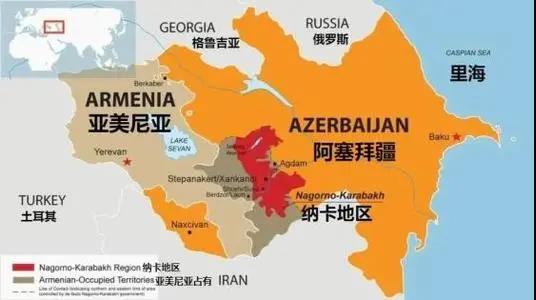 RUSSIA
俄罗斯
GEORGIA
格鲁吉亚
CASPIAN SEA
里海
Berkaber
ARMENIA
亚美尼亚
AZERBAIJAN
阿塞拜疆
Baku
LAKE
SEVAN
Yerevan
Agdam
Stepanakert/Xankandi
Nagorno-Karabakh
纳卡地区
TURKEY
土耳其
Naxcivan
IRAN
Nagorno-Karabakh Region 纳卡地区
Armenian-Occupied Territories 亚美尼亚占有